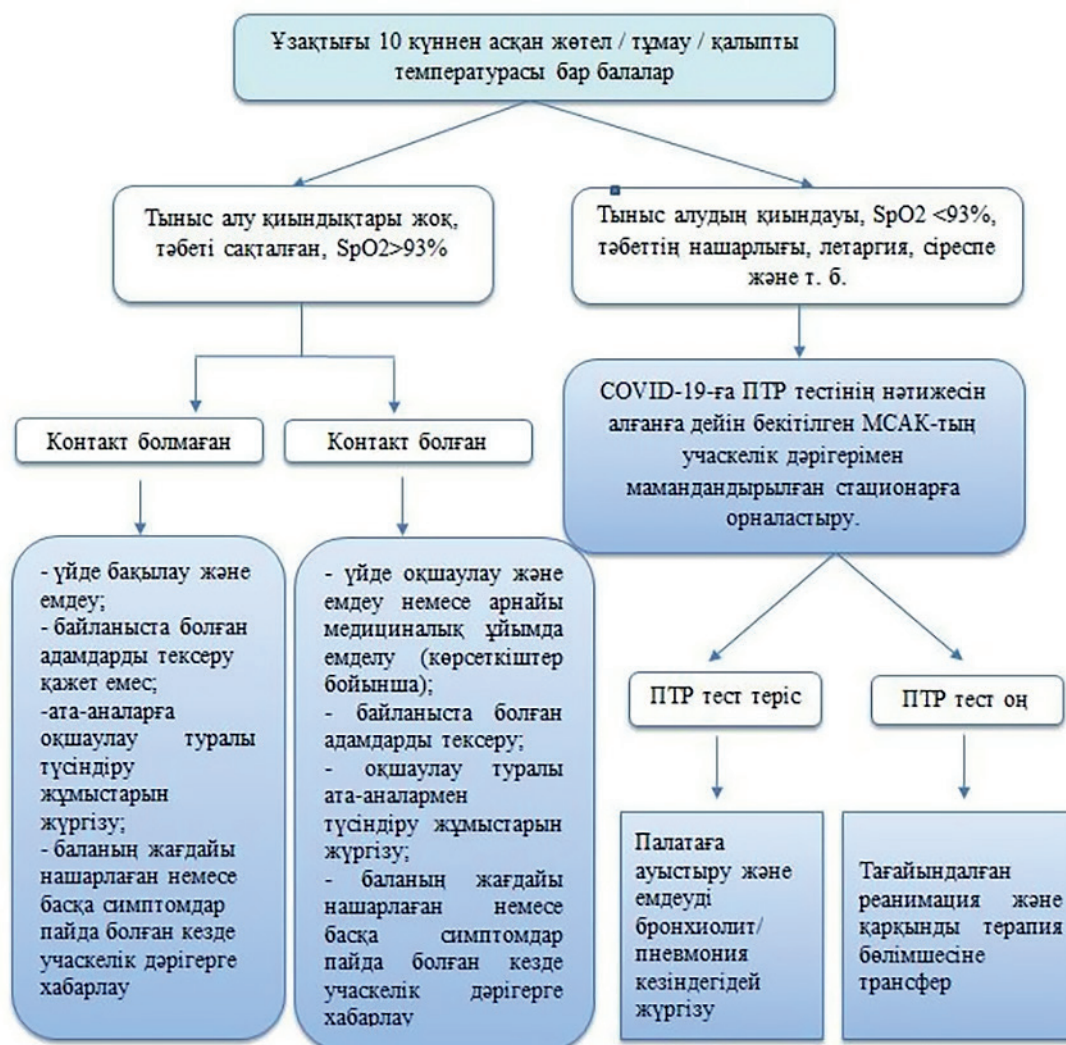 Ұзақтығы 10 күннен асқан жөтел / тұмау / қалыпты
температурасы бар балалар
Тыныс алу қиындықтары жоқ,
тәбеті сақталған, SpO2>93%
Тыныс алудың қиындауы, SpO2 <93%,
тәбеттің нашарлығы, летаргия, сіреспе
және т. б.
COVID-19-ға ПТР тестінің нәтижесін
алғанға дейін бекітілген МСАК-тың
учаскелік дәрігерімен
мамандандырылған стационарға
орналастыру.
Контакт болмаған
Контакт болған
- үйде бақылау және
емдеу;
- байланыста болған
адамдарды тексеру
қажет емес;
-ата-аналарға
оқшаулау туралы
түсіндіру
жұмыстарын
жүргізу;
- баланың жағдайы
нашарлаған немесе
басқа симптомдар
пайда болған кезде
учаскелік дәрігерге
хабарлау
- үйде оқшаулау және
емдеу немесе арнайы
медициналық ұйымда
емделу (көрсеткіштер
бойынша);
- байланыста болған
адамдарды тексеру;
- оқшаулау туралы
ата-аналармен
түсіндіру жұмыстарын
жүргізу;
- баланың жағдайы
нашарлаған немесе
басқа симптомдар
пайда болған кезде
учаскелік дәрігерге
хабарлау
ПТР тест теріс
ПТР тест оң
Палатаға
ауыстыру және
емдеуді
бронхиолит/
пневмония
кезіндегідей
жүргізу
Тағайындалған
реанимация және
қарқынды терапия
бөлімшесіне
трансфер